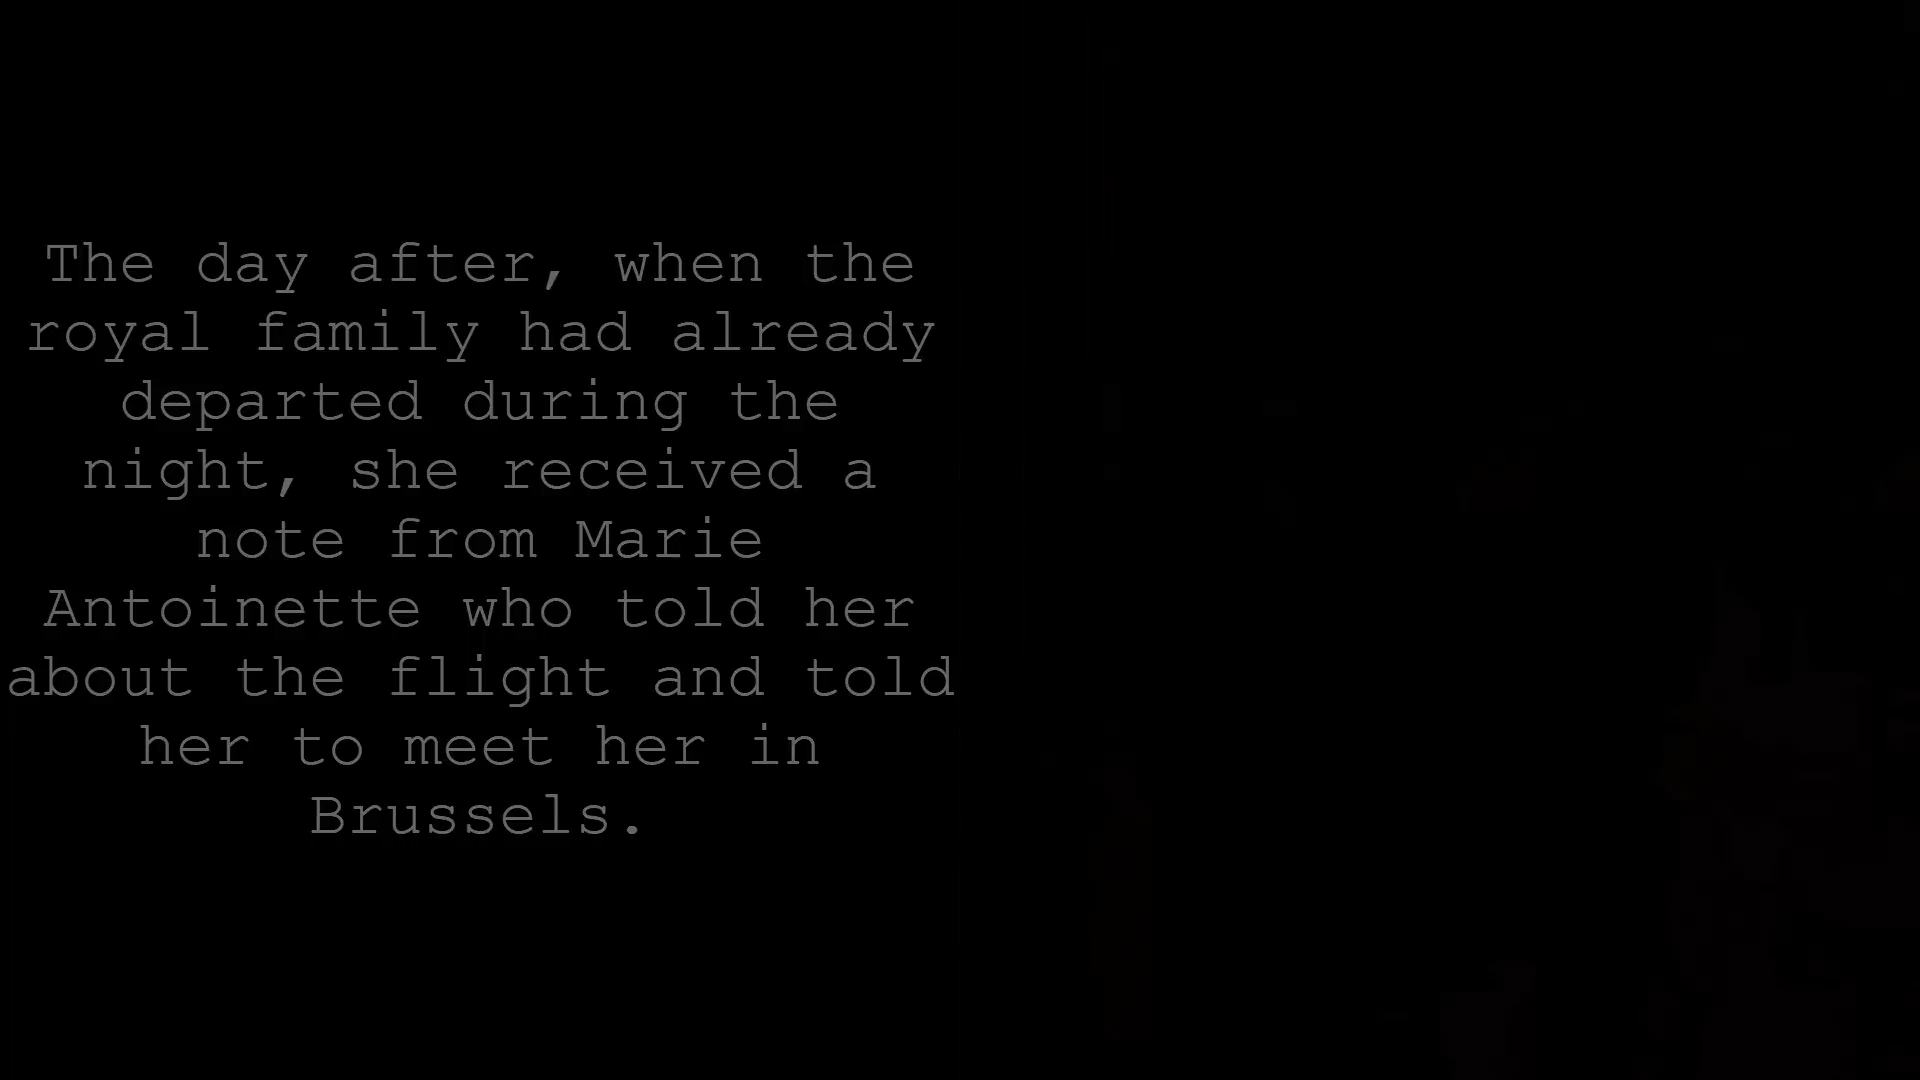 The day after, when the
royal family had already
departed during the
night, she received a
note from Marie
Antoinette who told her
about the flight and told
her to meet her in
Brussels.